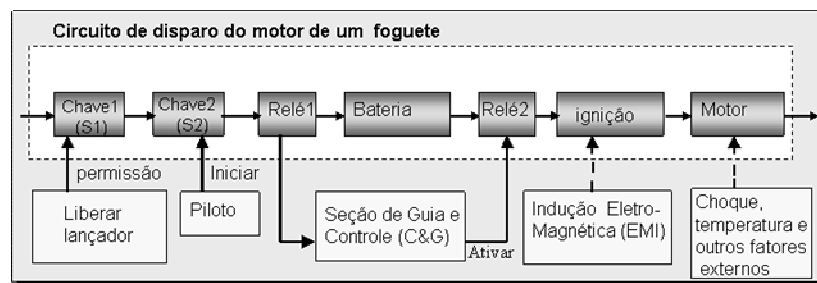 Circuito de disparo do motor de um foguete
Chave1
(S1)
Chave2
(S2)
Relé1
Bateria
Relé2
ignição
Motor
permissão
Iniciar
Liberar
lançador
Piloto
Seção de Guia e
Controle (C&G)
Ativar
Indução Eletro-
Magnética (EMI)
Choque,
temperatura e
outros fatores
externos